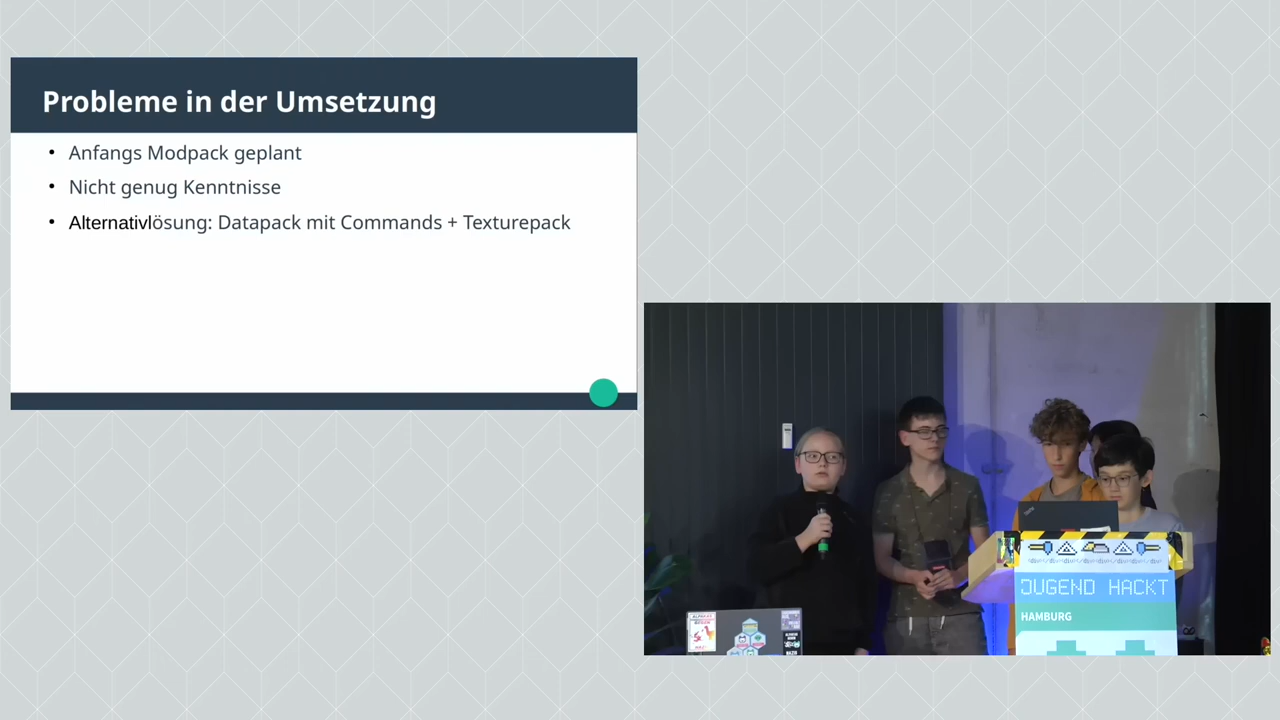 Probleme in der Umsetzung
Anfangs Modpack geplant
Nicht genug Kenntnisse
Alternativlösung: Datapack mit Commands + Texturepack
JUGEND HACKT
HAMBURG